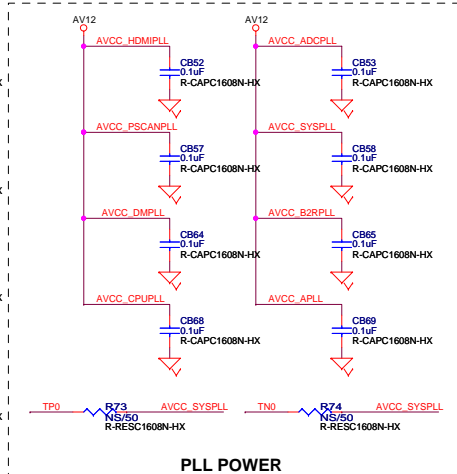 AV12
AVCC_HDMIPLL
CB52
0.1uF
R-CAPC1608N-HX
AVCC_PSCANPLL
CB57
0.1uF
R-CAPC1608N-HX
AVCC_DMPLL
CB64
0.1uF
R-CAPC1608N-HX
AVCC_CPUPLL
CB68
0.1uF
R-CAPC1608N-HX
AV12
AVCC_ADCPLL
CB53
0.1uF
R-CAPC1608N-HX
AVCC_SYSPLL
CB58
0.1uF
R-CAPC1608N-HX
AVCC_B2RPLL
CB65
0.1uF
R-CAPC1608N-HX
AVCC_APLL
CB69
0.1uF
R-CAPC1608N-HX
TP0
R73
AVCC_SYSPLL
NS/50
R-RESC1608N-HX
TN0
R74
AVCC_SYSPLL
NS/50
R-RESC1608N-HX
PLL POWER